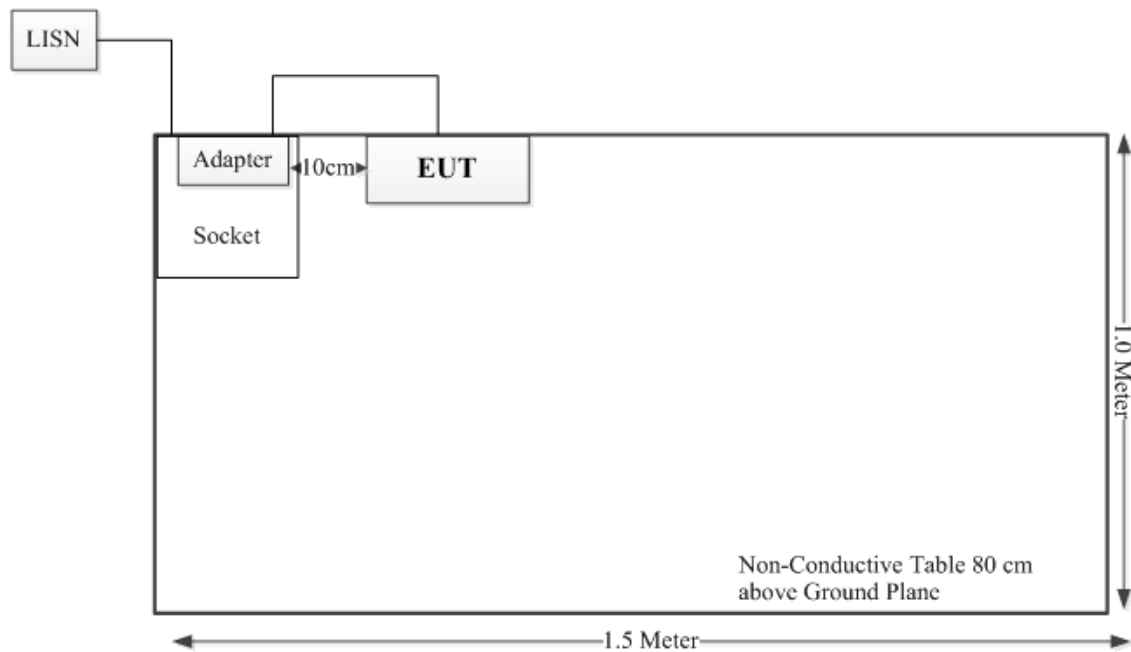 LISN
Adapter
10cm
EUT
Socket
1.0 Meter
Non-Conductive Table 80 cm
above Ground Plane
1.5 Meter